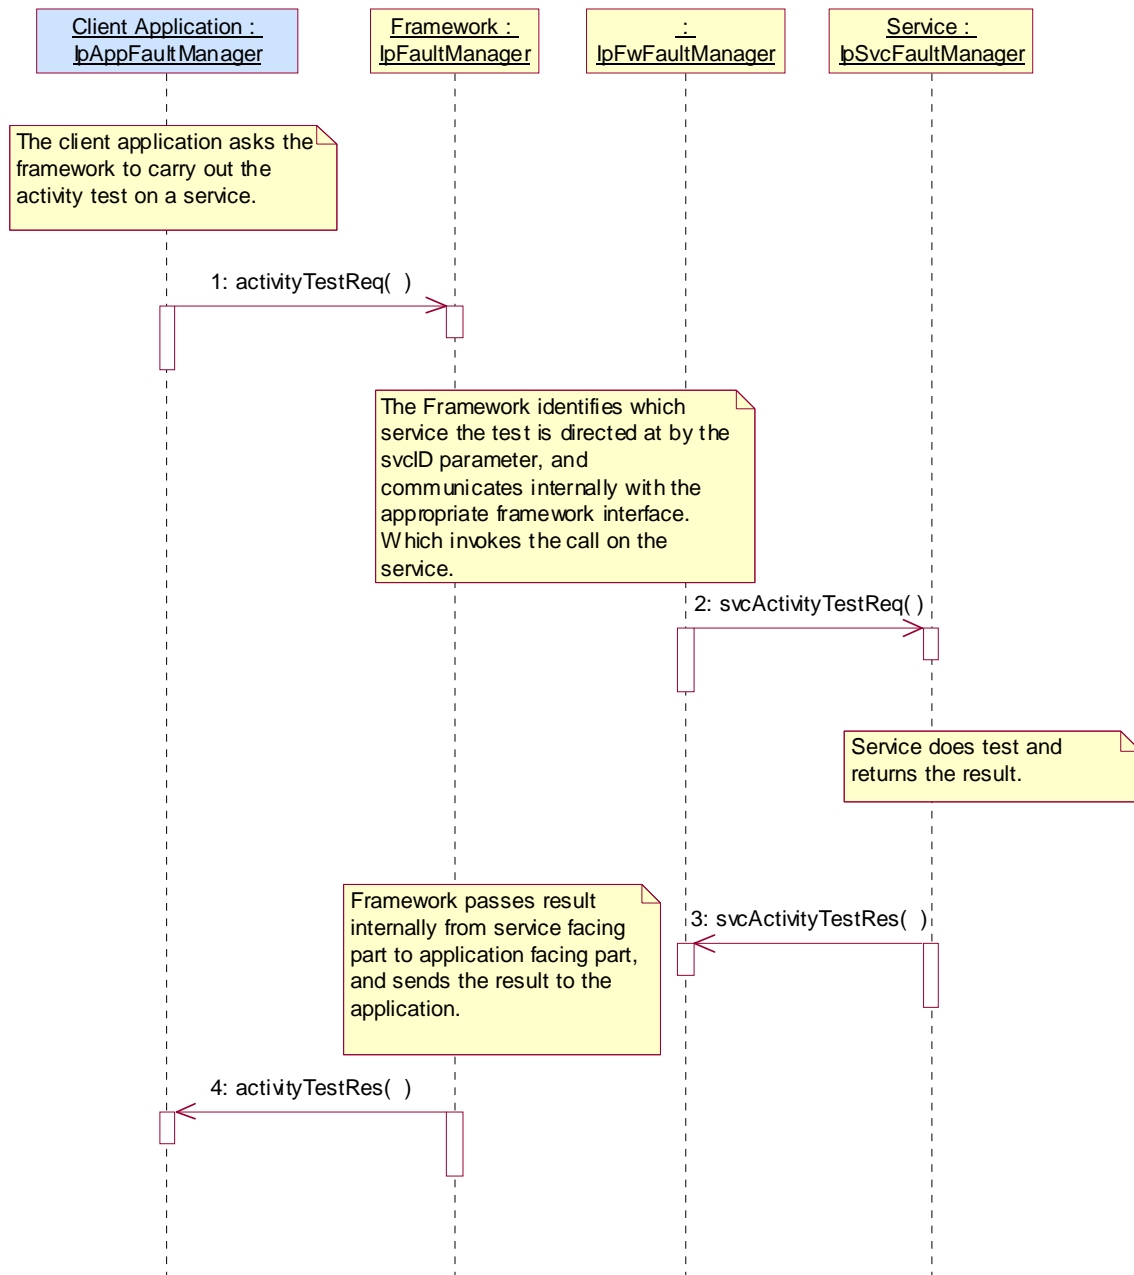 Client Application :
IpAppFaultManager
Framework :
IpFaultManager
:
IpFwFaultManager
Service :
IpSvcFaultManager
The client application asks the
framework to carry out the
activity test on a service.
1: activityTestReq( )
The Framework identifies which
service the test is directed at by the
svcID parameter, and
communicates internally with the
appropriate framework interface.
Which invokes the call on the
service.
2: svcActivityTestReq( )
Service does test and
returns the result.
Framework passes result
internally from service facing
part to application facing part,
and sends the result to the
application.
3: svcActivityTestRes( )
4: activityTestRes( )